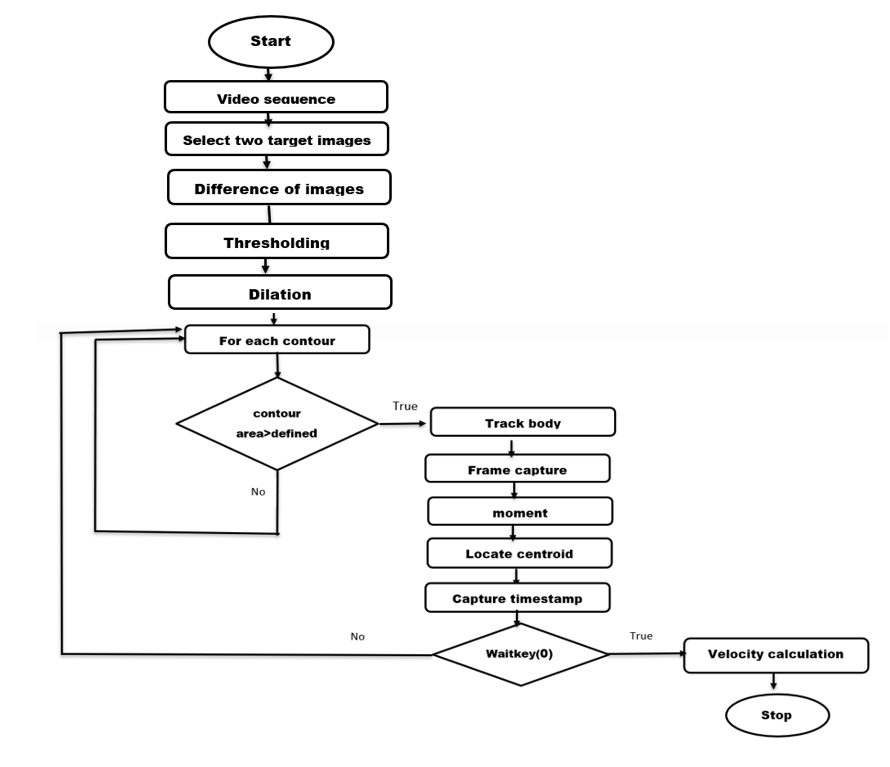 Start
Video sequence
Select two target images
Difference of images
Thresholding
Dilation
For each contour
contour
area>defined
True
Track body
Frame capture
No
moment
Locate centroid
Capture timestamp
No
Waitkey(0)
True
Velocity calculation
Stop